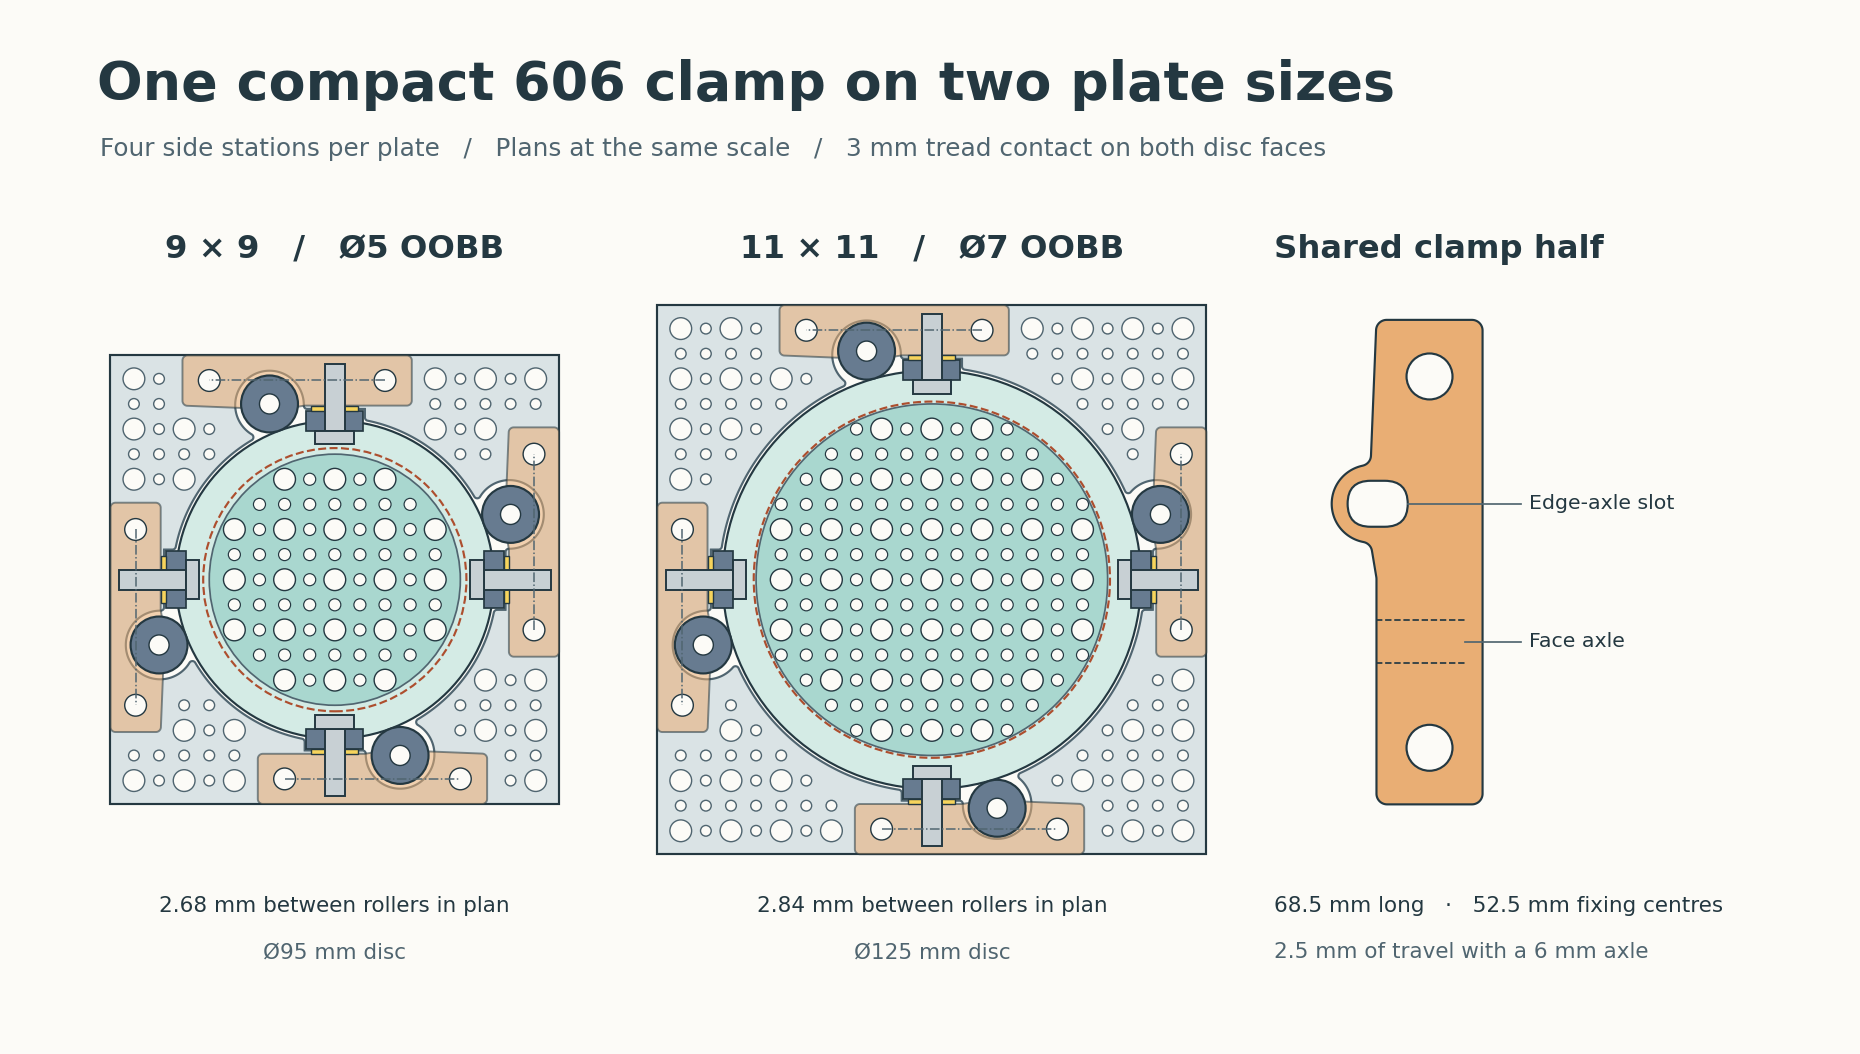 One compact 606 clamp on two plate sizes
Four side stations per plate / Plans at the same scale / 3 mm tread contact on both disc faces
9 × 9 / Ø5 OOBB
11 × 11 / Ø7 OOBB
Shared clamp half
Edge-axle slot
Face axle
2.68 mm between rollers in plan
Ø95 mm disc
2.84 mm between rollers in plan
Ø125 mm disc
68.5 mm long · 52.5 mm fixing centres
2.5 mm of travel with a 6 mm axle